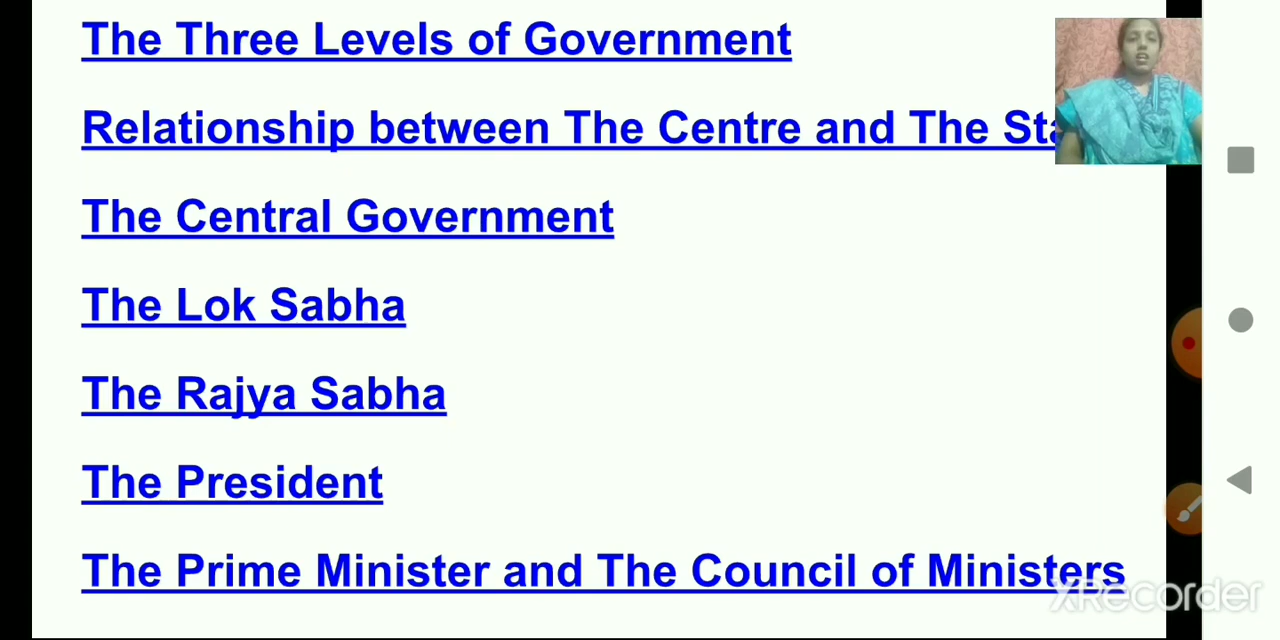 The Three Levels of Government
Relationship between The Centre and The
The Central Government
The Lok Sabha
The Rajya Sabha
The President
The Prime Minister and The Council of Ministers
XRecorder